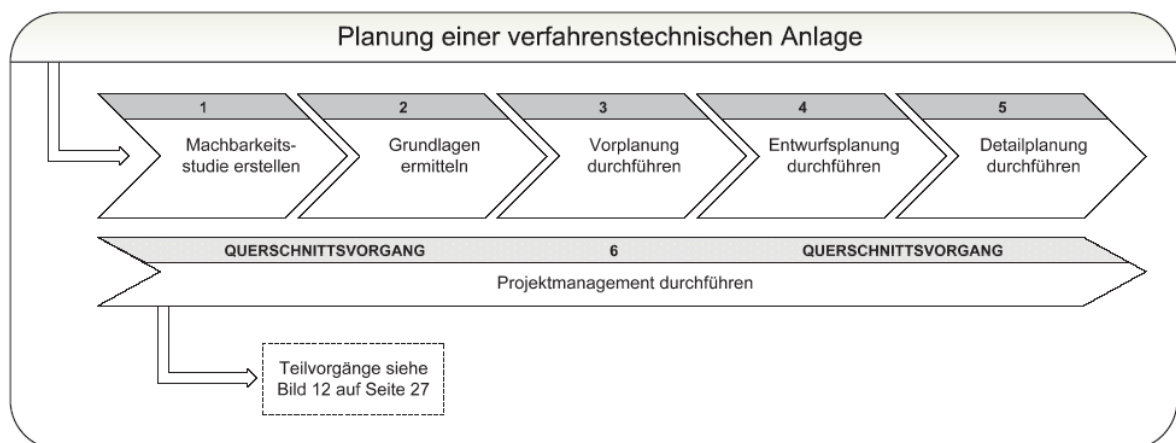 Planung einer verfahrenstechnischen Anlage
1
Machbarkeits-
studie erstellen
2
Grundlagen
ermitteln
3
Vorplanung
durchführen
4
Entwurfsplanung
durchführen
5
Detailplanung
durchführen
QUERSCHNITTSVORGANG 6 QUERSCHNITTSVORGANG
Projektmanagement durchführen
Teilvorgänge siehe
Bild 12 auf Seite 27